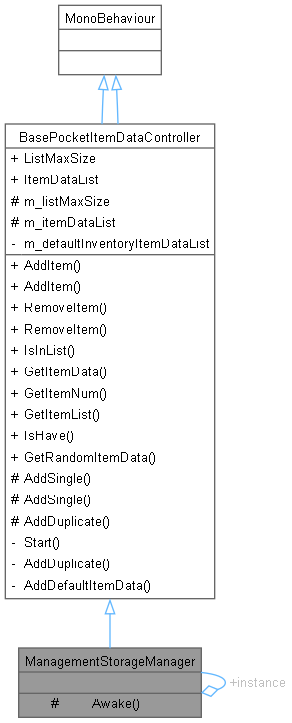 MonoBehaviour
BasePocketItemDataController
+ ListMaxSize
+ ItemDataList
# m_listMaxSize
# m_itemDataList
- m_defaultInventoryItemDataList
+ AddItem()
+ AddItem()
+ RemoveItem()
+ RemoveItem()
+ IsInList()
+ GetItemData()
+ GetItemNum()
+ GetItemList()
+ IsHave()
+ GetRandomItemData()
# AddSingle()
# AddSingle()
# AddDuplicate()
- Start()
- AddDuplicate()
- AddDefaultItemData()
ManagementStorageManager
+instance
# Awake()